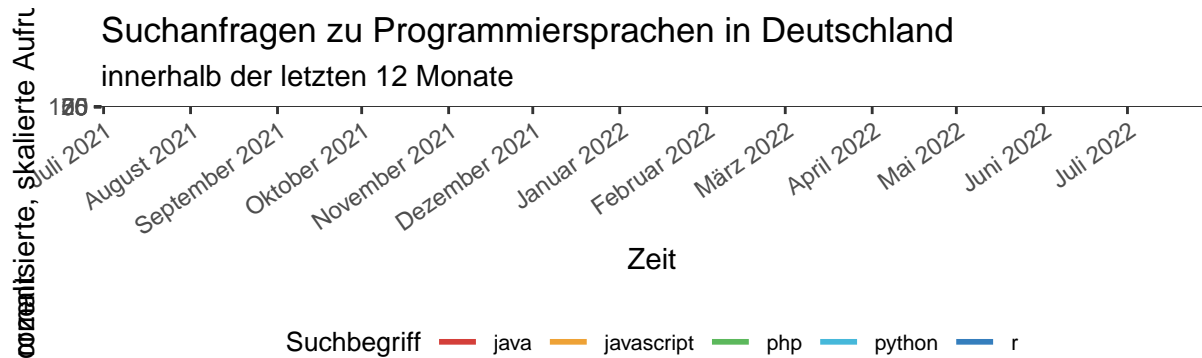 Suchanfragen zu Programmiersprachen in Deutschland
innerhalb der letzten 12 Monate
Juli 2021
August 2021
September 2021
Oktober 2021
November 2021
Dezember 2021
Januar 2022
Februar 2022
März 2022
April 2022
Mai 2022
Juni 2022
Juli 2022
Zeit
skalierte
Suchbegriff java javascript php python r